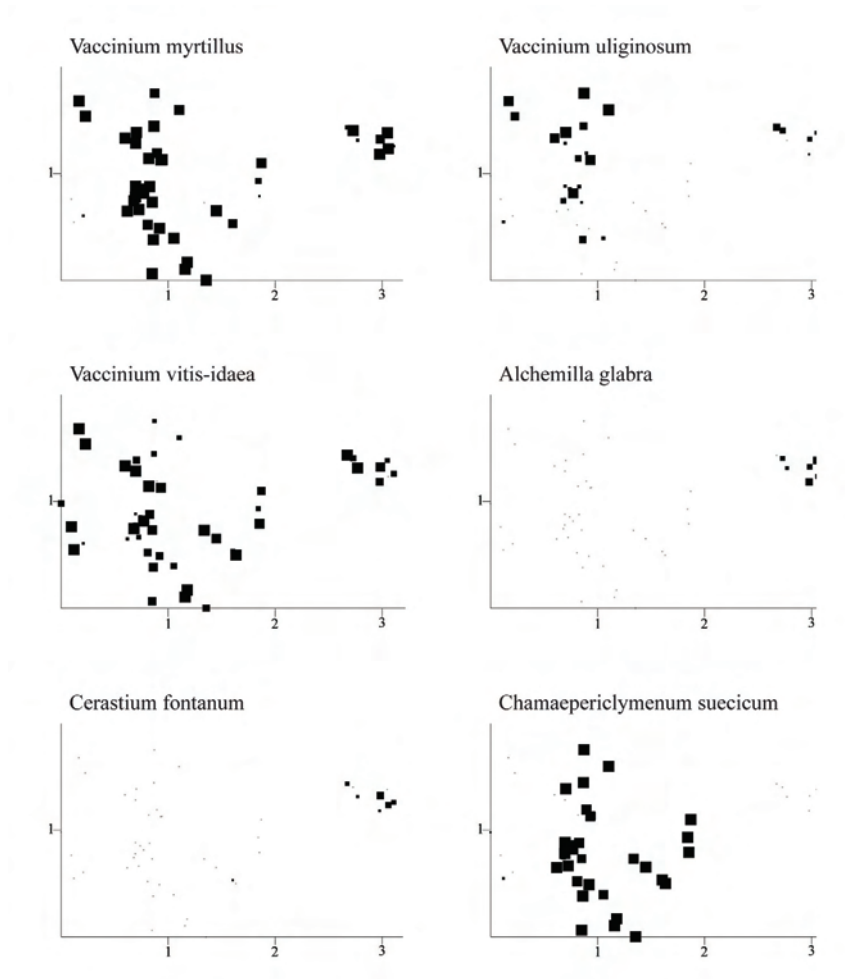 Vaccinium myrtillus
Vaccinium uliginosum
1
1
1 2 3
1 2 3
Vaccinium vitis-idaea
Alchemilla glabra
1
1
1 2 3
1 2 3
Cerastium fontanum
Chamaepericlymenum suecicum
1
1
1 2 3
1 2 3